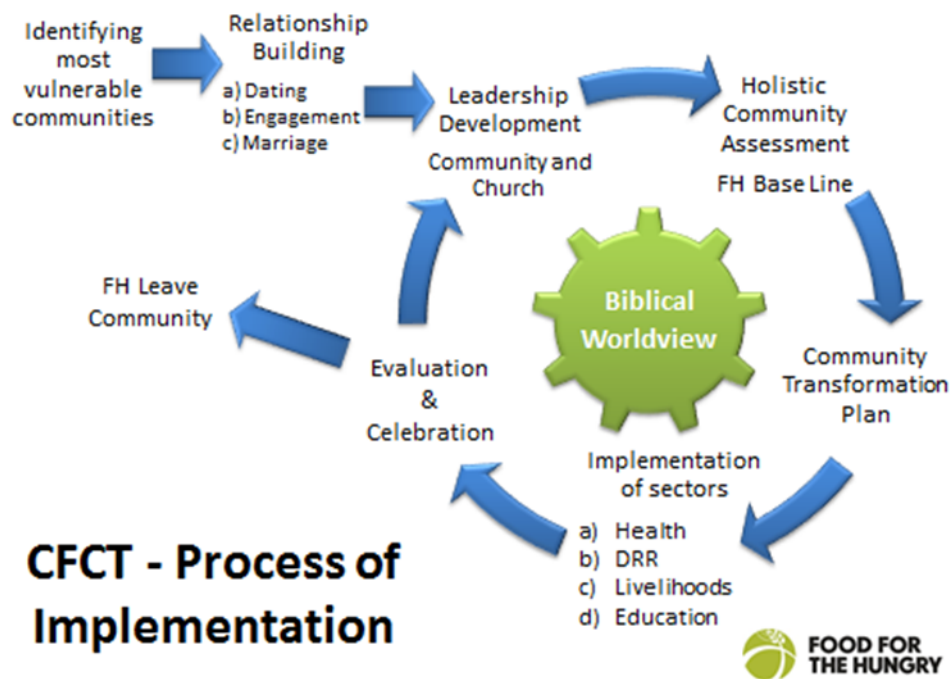 Identifying
most
vulnerable
communities
Relationship
Building
a) Dating
b) Engagement
c) Marriage
Leadership
Development
Community and
Church
Holistic
Community
Assessment
FH Base Line
Community
Transformation
Plan
Implementation
of sectors
a) Health
b) DRR
c) Livelihoods
d) Education
Evaluation
&
Celebration
FH Leave
Community
Biblical
Worldview
CFCT - Process of
Implementation
FOOD FOR
THE HUNGRY